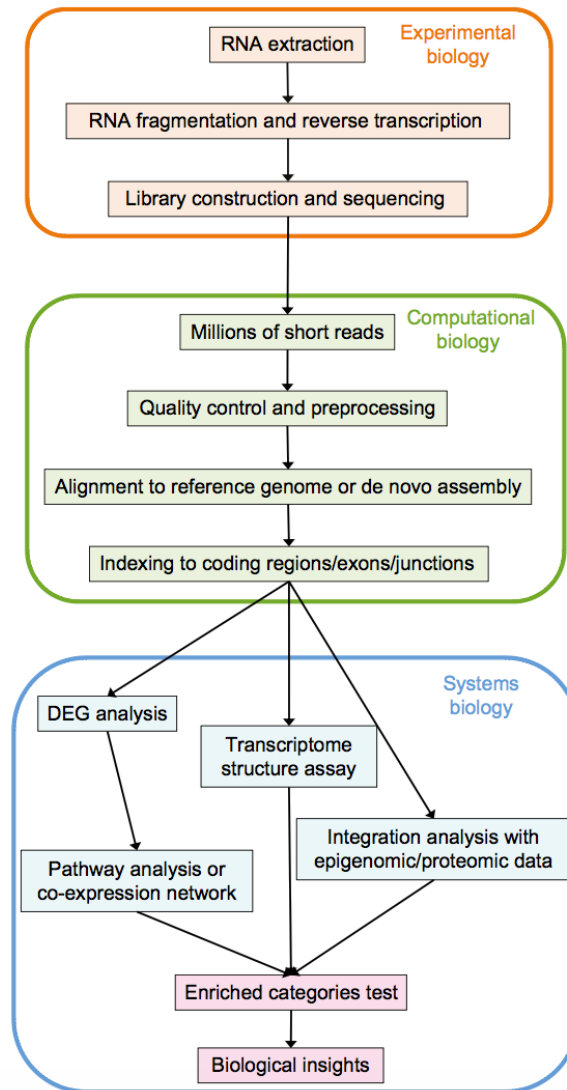 RNA extraction
Experimental
biology
RNA fragmentation and reverse transcription
Library construction and sequencing
Millions of short reads
Computational
biology
Quality control and preprocessing
Alignment to reference genome or de novo assembly
Indexing to coding regions/exons/junctions
Systems
biology
DEG analysis
Transcriptome
structure assay
Pathway analysis or
co-expression network
Integration analysis with
epigenomic/proteomic data
Enriched categories test
Biological insights